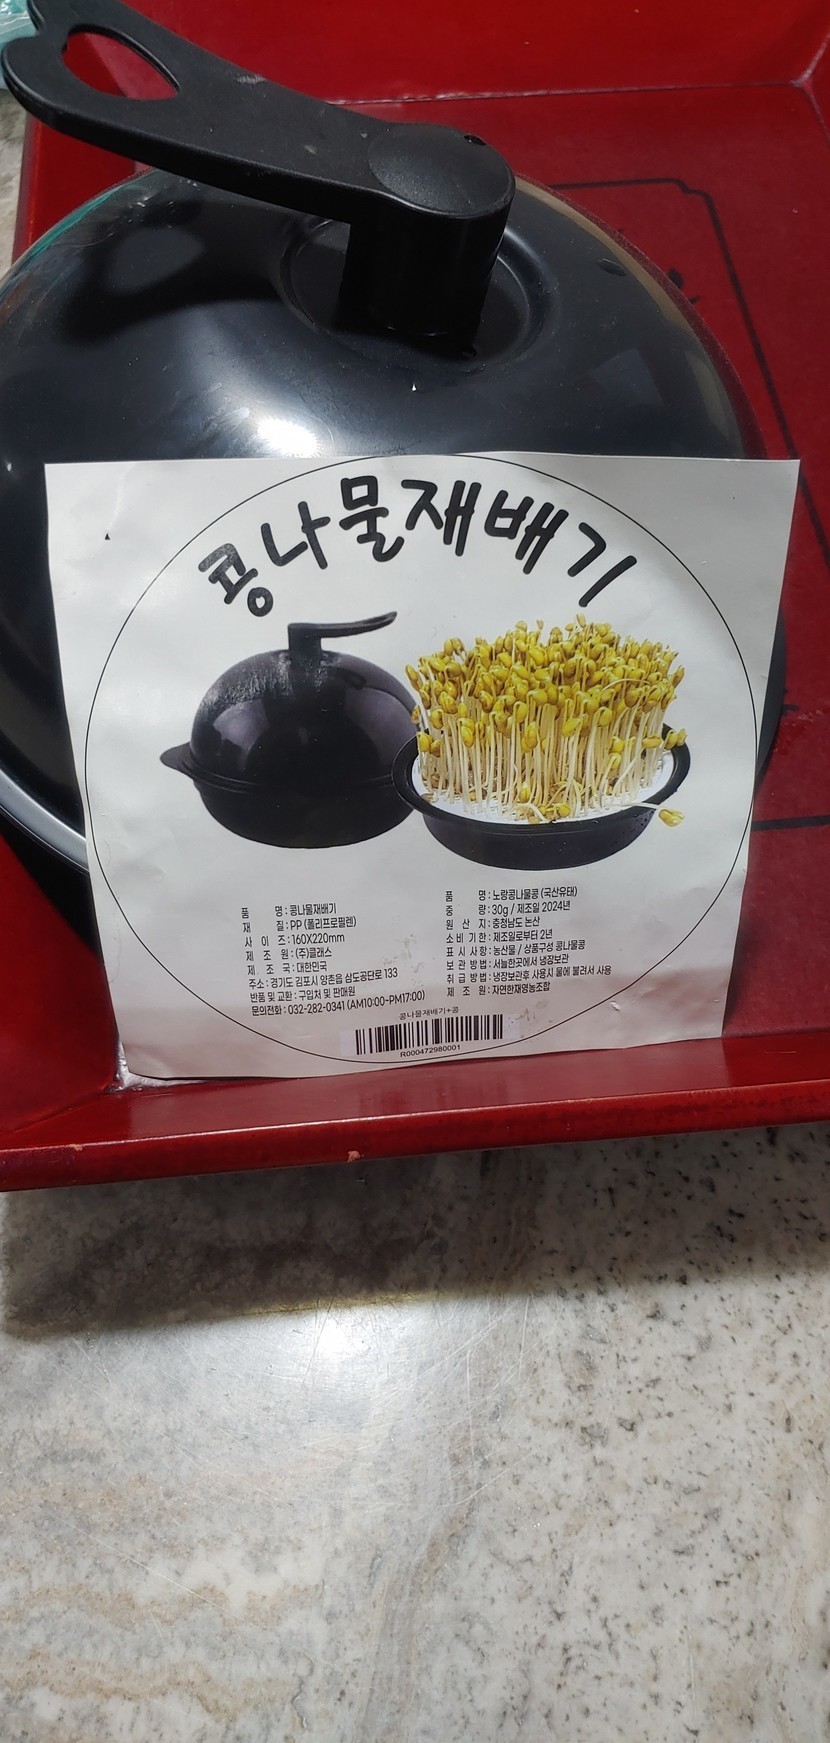 콩나물재배기
품 명 : 콩나물재배기
재 질 : PP (폴리프로필렌)
사 이 즈 : 160X220mm
제 조 원 : (주)클래스
제 조 국 : 대한민국
주소 : 경기도 김포시 양촌읍 삼도공단로 133
반품 및 교환 : 구입처 및 판매원
문의전화 : 032-282-0341 (AM10:00~PM17:00)
품 명 : 노랑콩나물콩 (국산유태)
중 량 : 30g / 제조일 2024년
원 산 지 : 충청남도 논산
소 비 기 한 : 제조일로부터 2년
표 시 사 항 : 농산물 / 상품구성 콩나물콩
보 관 방 법 : 서늘한곳에서 냉장보관
취 급 방 법 : 냉장보관후 사용시 물에 불려서 사용
제 조 원 : 자연한재영농조합
콩나물재배기+콩
R000472980001